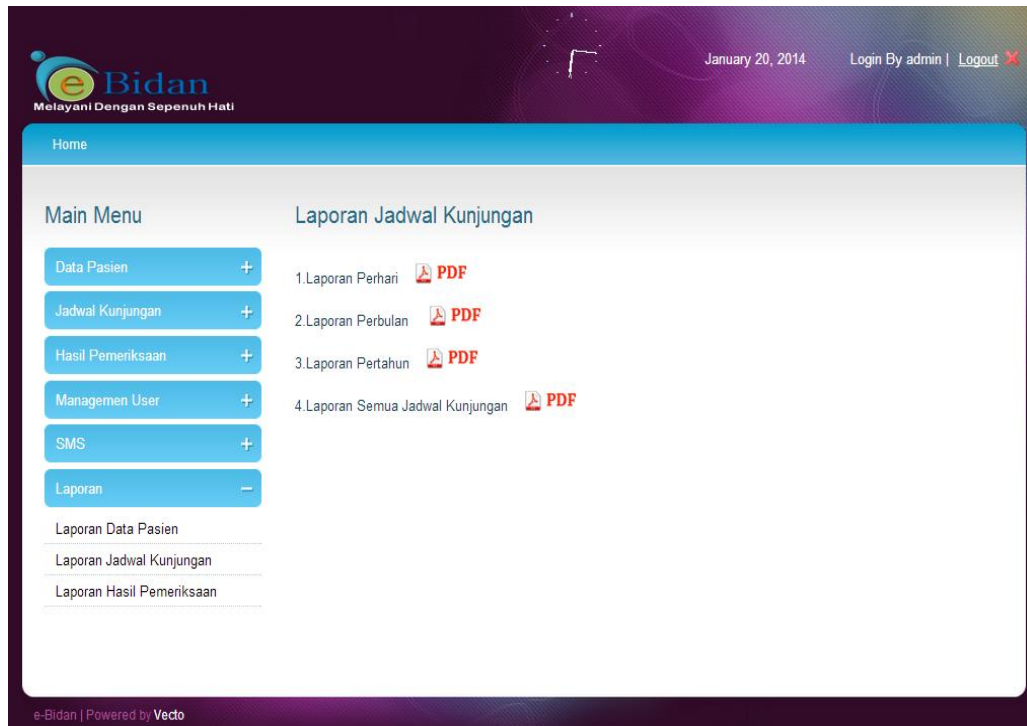 e Bidan
Melayani Dengan Sepenuh Hati
January 20, 2014 Login By admin | Logout
Home
Main Menu
Data Pasien
Jadwal Kunjungan
Hasil Pemeriksaan
Managemen User
SMS
Laporan
Laporan Data Pasien
Laporan Jadwal Kunjungan
Laporan Hasil Pemeriksaan
Laporan Jadwal Kunjungan
1.Laporan Perhari PDF
2.Laporan Perbulan PDF
3.Laporan Pertahun PDF
4.Laporan Semua Jadwal Kunjungan PDF
e-Bidan | Powered by Vecto